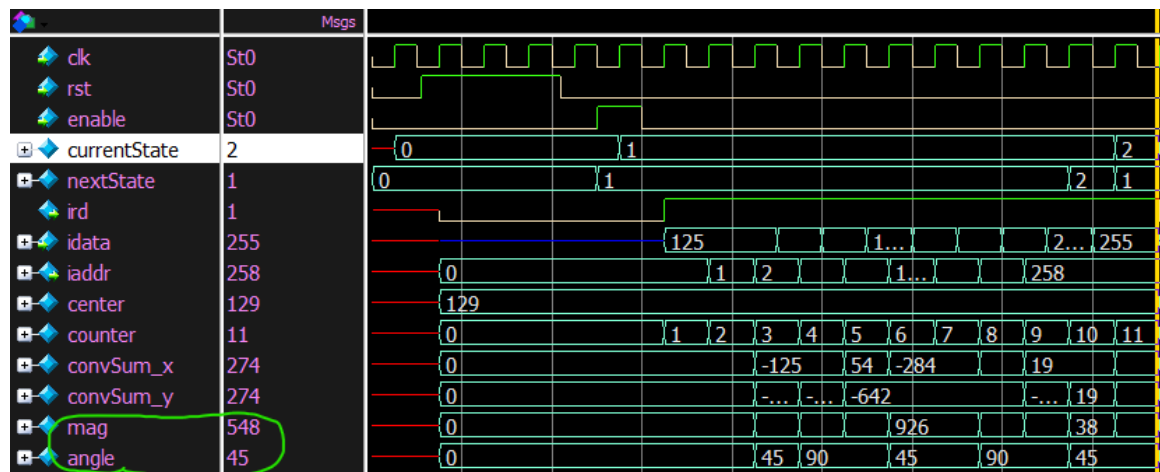 Msgs
clk St0
rst St0
enable St0
currentState 2 0 1 2
nextState 1 0 1 2 1
ird 1
idata 255 125 1... 2... 255
iaddr 258 0 1 2 1... 258
center 129 129
counter 11 0 1 2 3 4 5 6 7 8 9 10 11
convSum_x 274 0 -125 54 -284 19
convSum_y 274 0 -... -... -642 -... 19
mag 548 0 926 38
angle 45 0 45 90 45 90 45